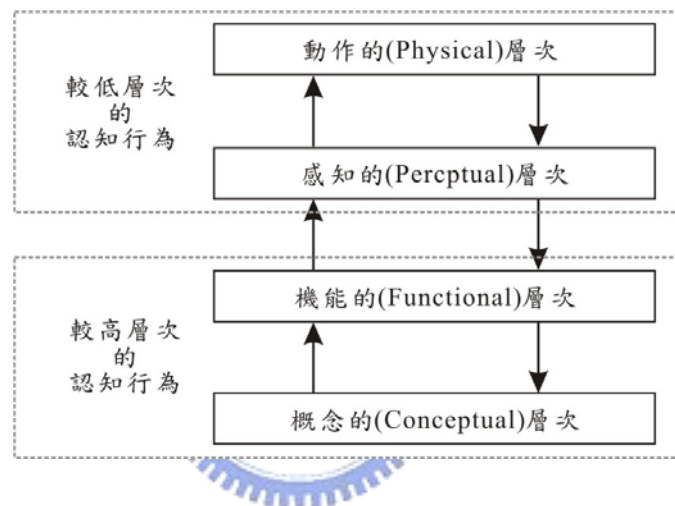 動作的(Physical)層次
較低層次
的
認知行為
感知的(Percptual)層次
機能的(Functional)層次
較高層次
的
認知行為
概念的(Conceptual)層次